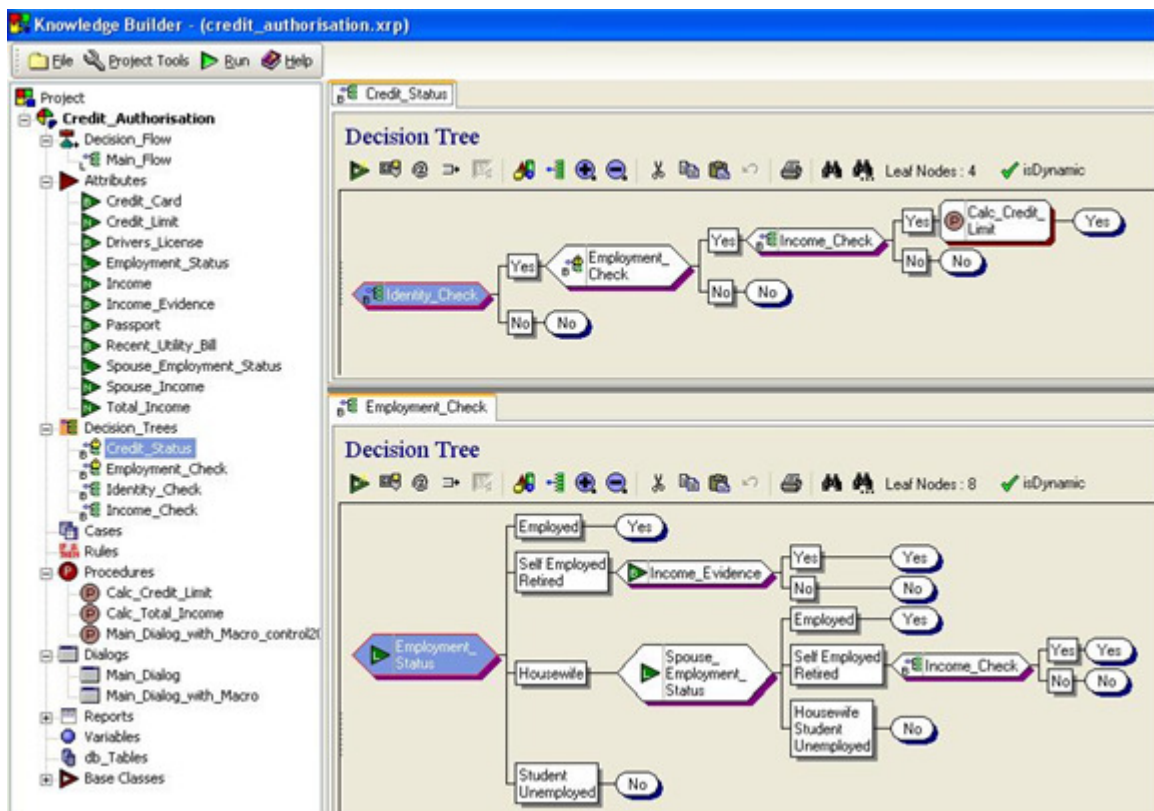 Knowledge Builder - (credit_authorisation.xrp)
File Project Tools Run Help
Project
Credit_Authorisation
Decision_Flow
Main_Flow
Attributes
Credit_Card
Credit_Limit
Drivers_License
Employment_Status
Income
Income_Evidence
Passport
Recent_Utility_Bill
Spouse_Employment_Status
Spouse_Income
Total_Income
Decision_Trees
Credit_Status
Employment_Check
Identity_Check
Income_Check
Cases
Rules
Procedures
Calc_Credit_Limit
Calc_Total_Income
Main_Dialog_with_Macro_control20
Dialogs
Main_Dialog
Main_Dialog_with_Macro
Reports
Variables
db_Tables
Base Classes
Credit_Status
Decision Tree
Leaf Nodes : 4 isDynamic
Identity_Check
Yes
Employment_
Check
Yes
Income_Check
Yes
Calc_Credit_
Limit
Yes
No No
No No
No No
Employment_Check
Decision Tree
Leaf Nodes : 8 isDynamic
Employment_
Status
Employed Yes
Self Employed
Retired
Income_Evidence
Yes Yes
No No
Housewife
Spouse_
Employment_
Status
Employed Yes
Self Employed
Retired
Income_Check
Yes Yes
No No
Housewife
Student
Unemployed
No
Student
Unemployed
No